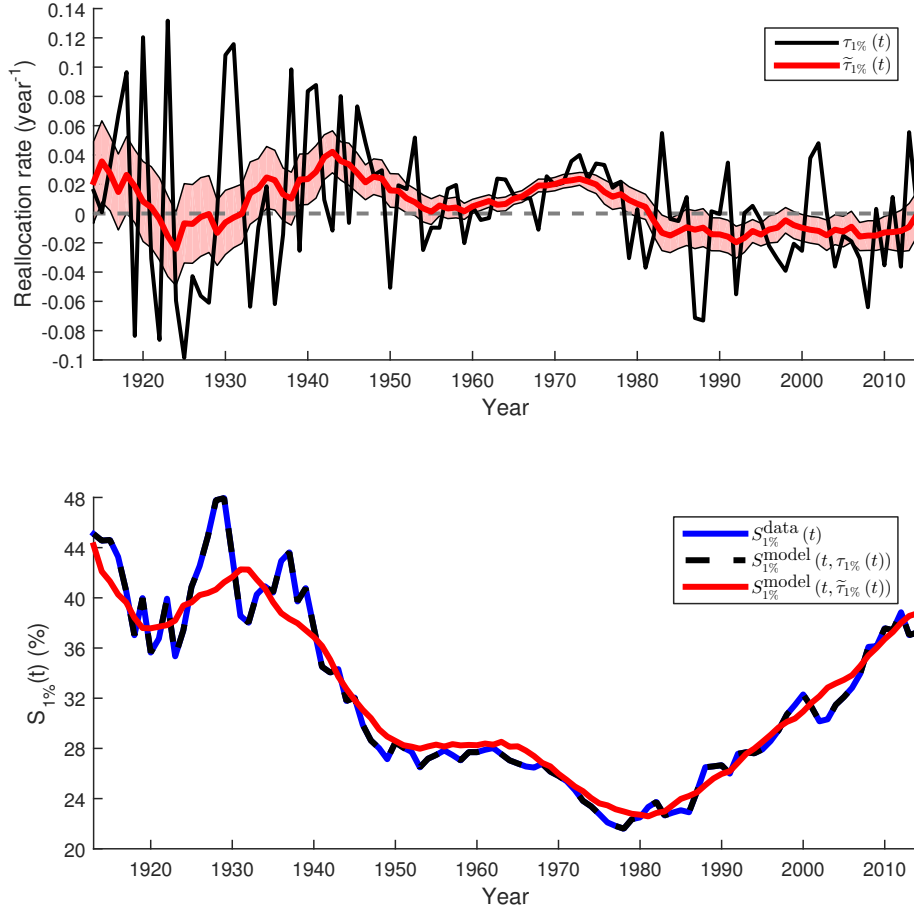 0.14
0.12
0.1
0.08
0.06
0.04
0.02
0
-0.02
-0.04
-0.06
-0.08
-0.1
Reallocation rate (year⁻¹)
τ₁% (t)
τ̃₁% (t)
1920 1930 1940 1950 1960 1970 1980 1990 2000 2010
Year
48
44
40
36
32
28
24
20
S₁%(t) (%)
S₁%^data (t)
S₁%^model (t, τ₁% (t))
S₁%^model (t, τ̃₁% (t))
1920 1930 1940 1950 1960 1970 1980 1990 2000 2010
Year